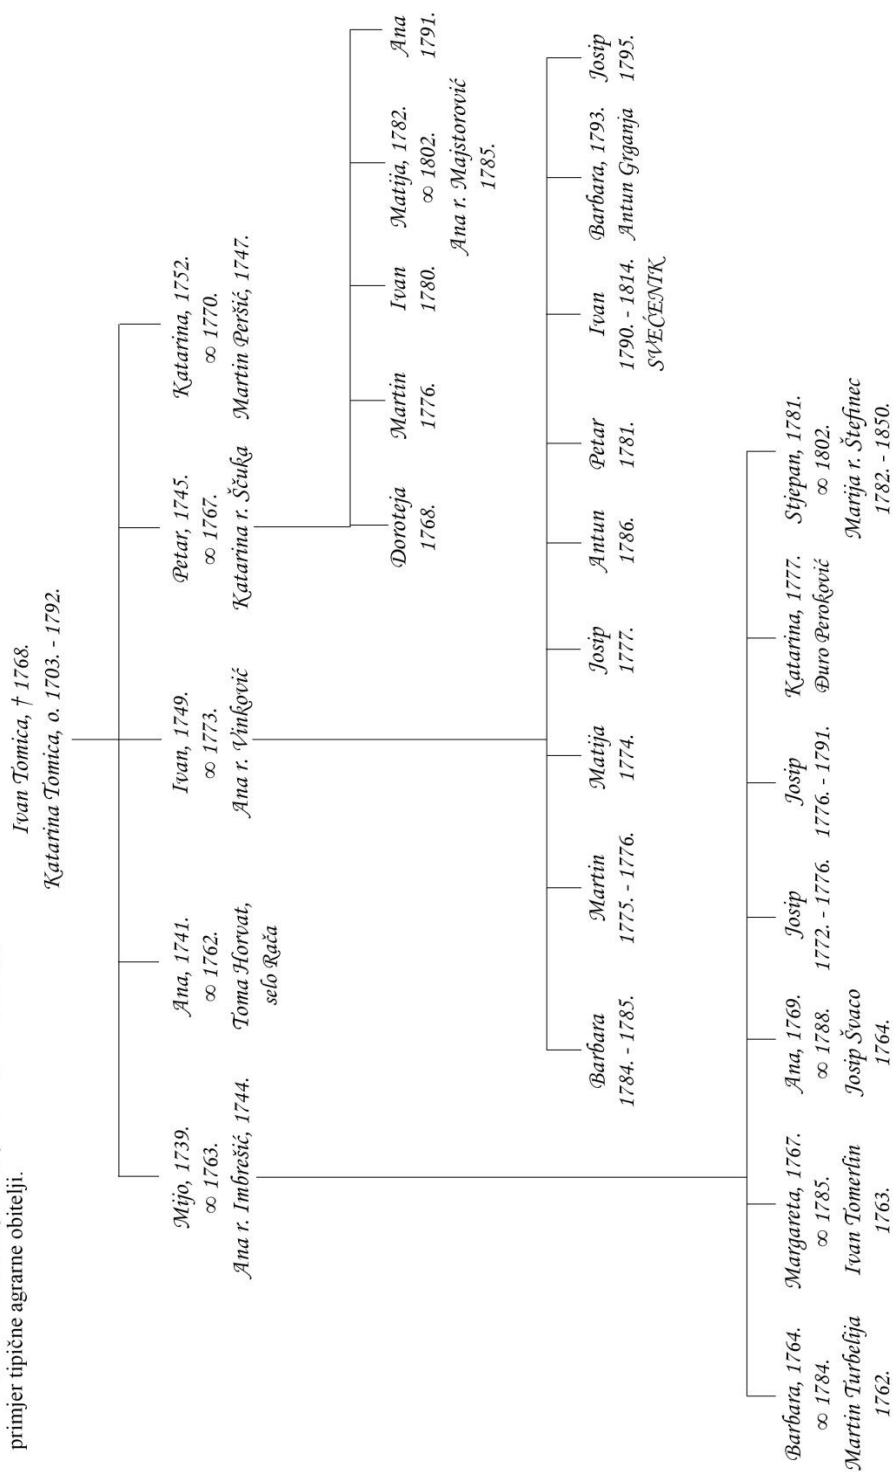 primjer tipične agrarne obitelji.
Ivan Tomica, † 1768.
Katarina Tomica, o. 1703. - 1792.
Mijo, 1739.
∞ 1763.
Ana r. Imbrešić, 1744.
Ana, 1741.
∞ 1762.
Toma Horvat,
selo Rača
Ivan, 1749.
∞ 1773.
Ana r. Vinković
Petar, 1745.
∞ 1767.
Katarina r. Ščuka
Katarina, 1752.
∞ 1770.
Martin Peršić, 1747.
Doroteja
1768.
Martin
1776.
Ivan
1780.
Matija, 1782.
∞ 1802.
Ana r. Majstorović
1785.
Ana
1791.
Barbara
1784. - 1785.
Martin
1775. - 1776.
Matija
1774.
Josip
1777.
Antun
1786.
Petar
1781.
Ivan
1790. - 1814.
SVEĆENIK
Barbara, 1793.
Antun Grganja
Josip
1795.
Barbara, 1764.
∞ 1784.
Martin Turbelija
1762.
Margareta, 1767.
∞ 1785.
Ivan Tomerlin
1763.
Ana, 1769.
∞ 1788.
Josip Švaco
1764.
Josip
1772. - 1776.
Josip
1776. - 1791.
Katarina, 1777.
Đuro Peroković
Stjepan, 1781.
∞ 1802.
Marija r. Štefinec
1782. - 1850.